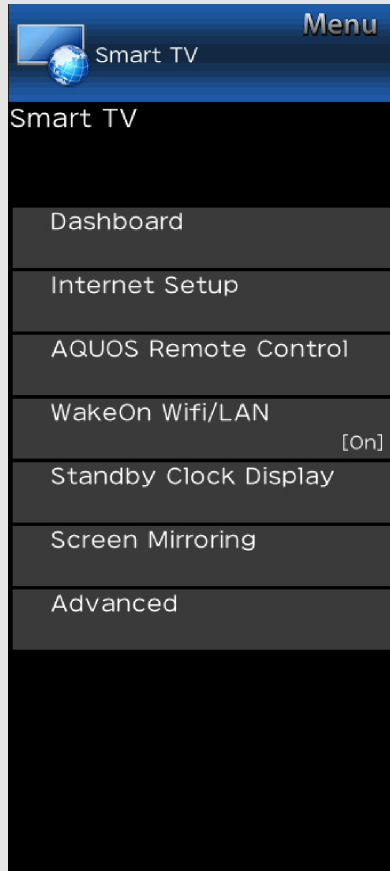 Menu
Smart TV
Smart TV
Dashboard
Internet Setup
AQUOS Remote Control
WakeOn Wifi/LAN
[On]
Standby Clock Display
Screen Mirroring
Advanced